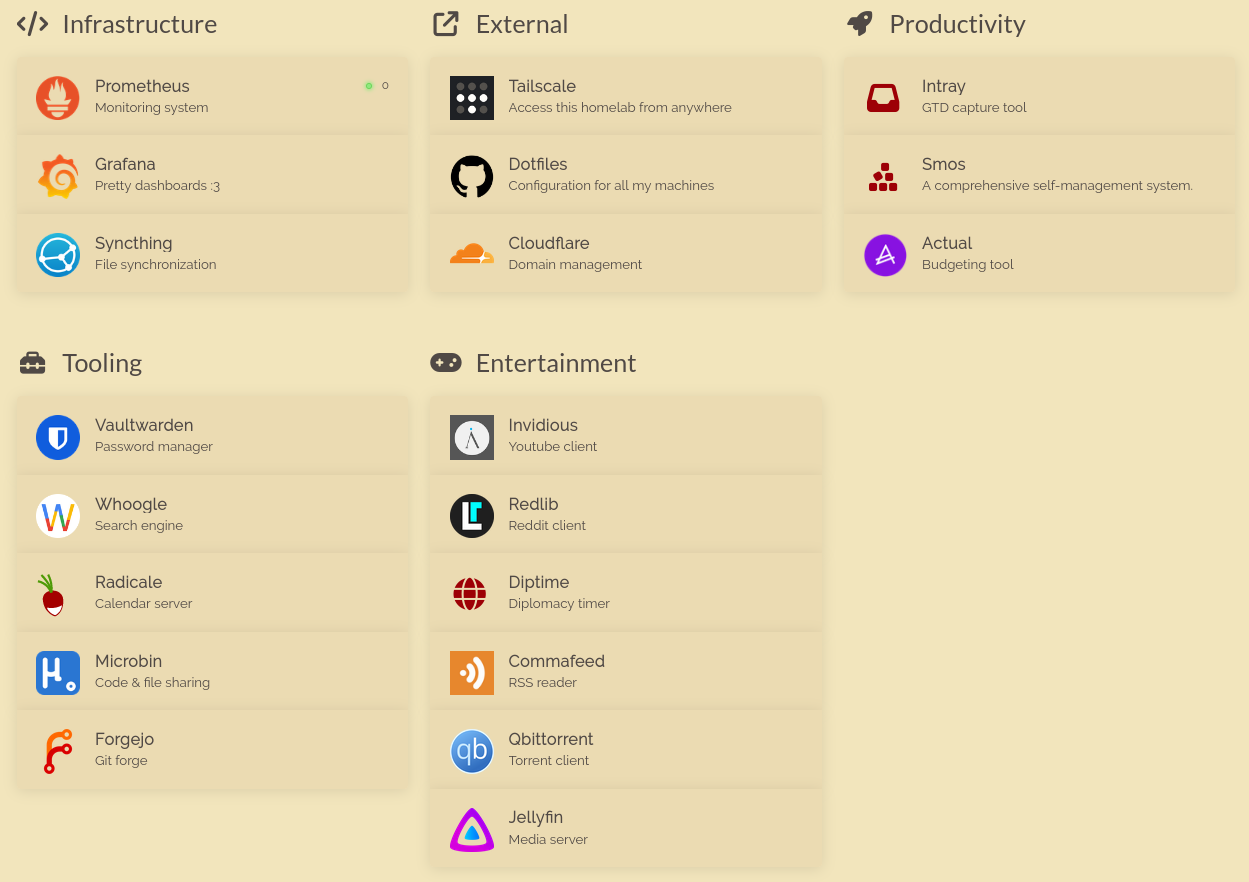 Infrastructure
Prometheus
0
Monitoring system
Grafana
Pretty dashboards :3
Syncthing
File synchronization
External
Tailscale
Access this homelab from anywhere
Dotfiles
Configuration for all my machines
Cloudflare
Domain management
Productivity
Intray
GTD capture tool
Smos
A comprehensive self-management system.
Actual
Budgeting tool
Tooling
Vaultwarden
Password manager
Whoogle
Search engine
Radicale
Calendar server
Microbin
Code & file sharing
Forgejo
Git forge
Entertainment
Invidious
Youtube client
Redlib
Reddit client
Diptime
Diplomacy timer
Commafeed
RSS reader
qb
Qbittorrent
Torrent client
Jellyfin
Media server